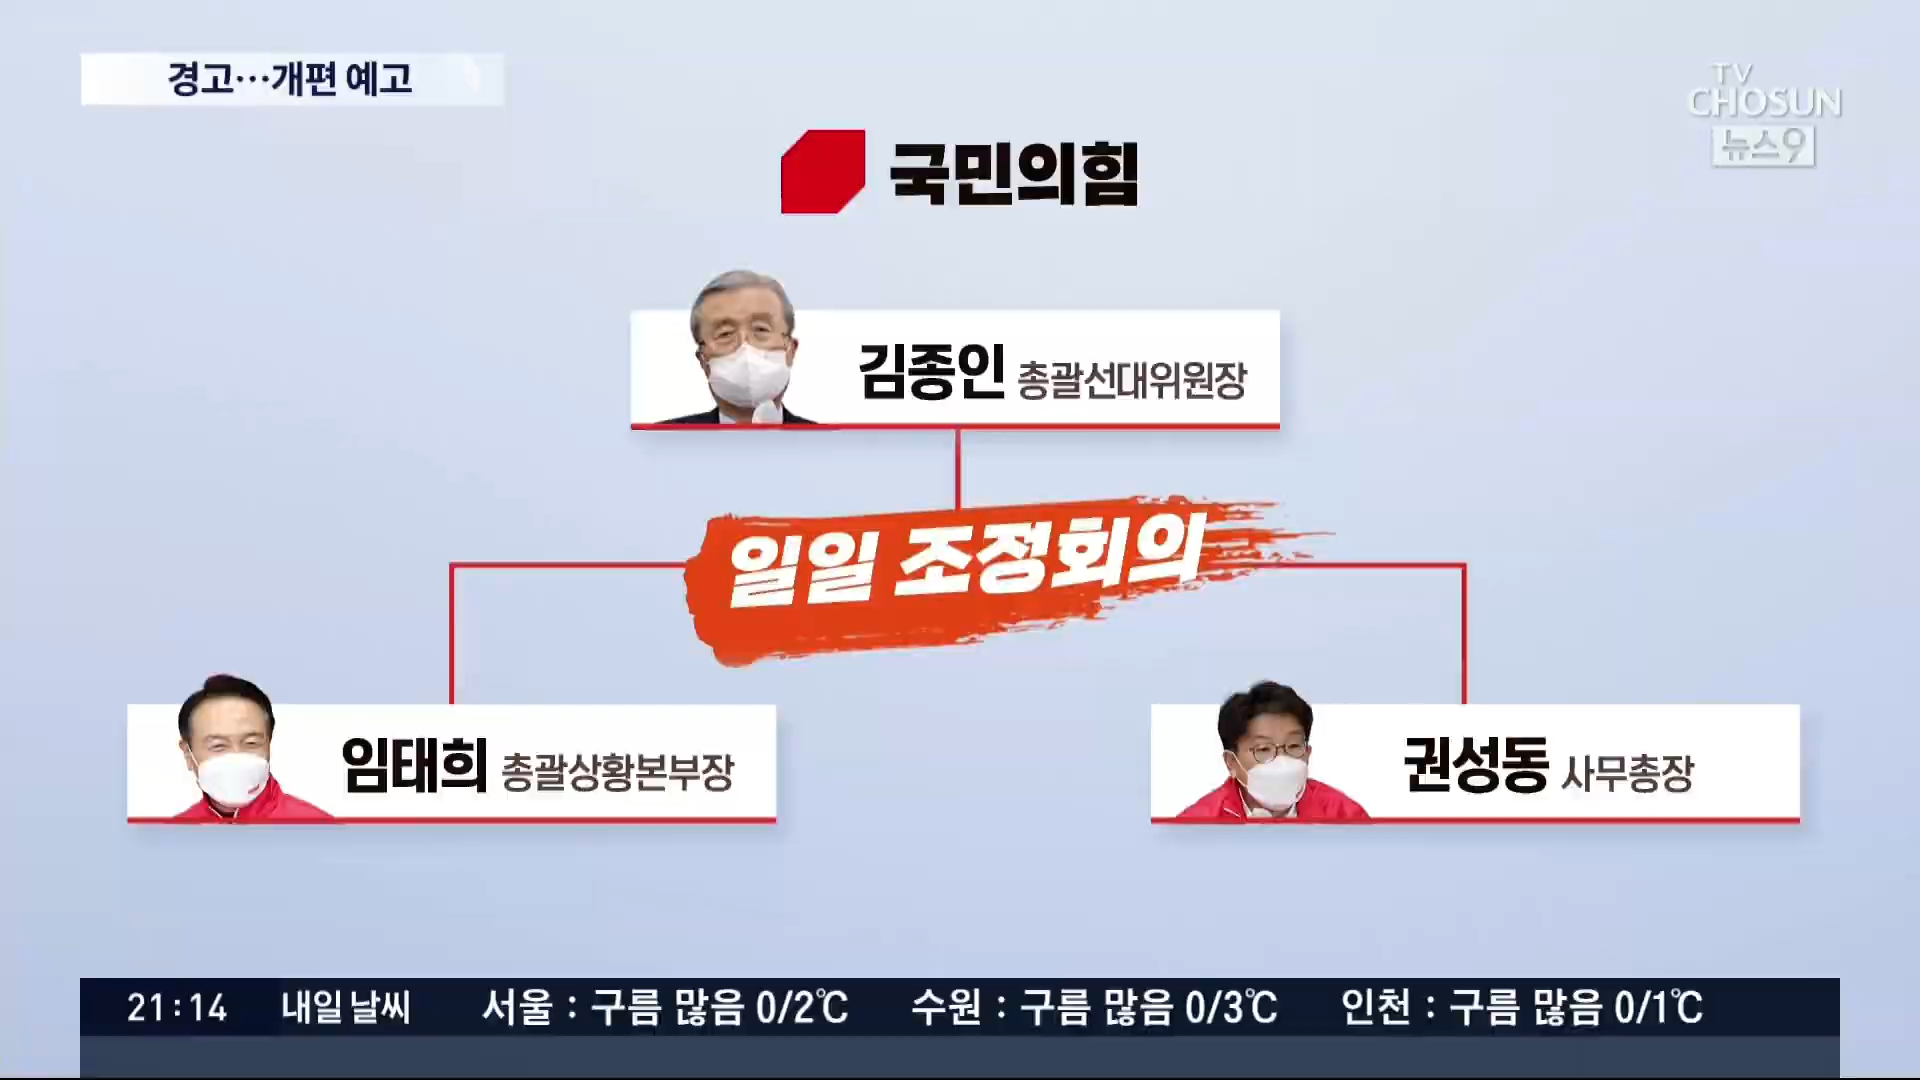 경고…개편 예고
TV
CHOSUN
뉴스9
국민의힘
김종인 총괄선대위원장
일일 조정회의
임태희 총괄상황본부장
권성동 사무총장
21:14 내일 날씨 서울 : 구름 많음 0/2℃ 수원 : 구름 많음 0/3℃ 인천 : 구름 많음 0/1℃